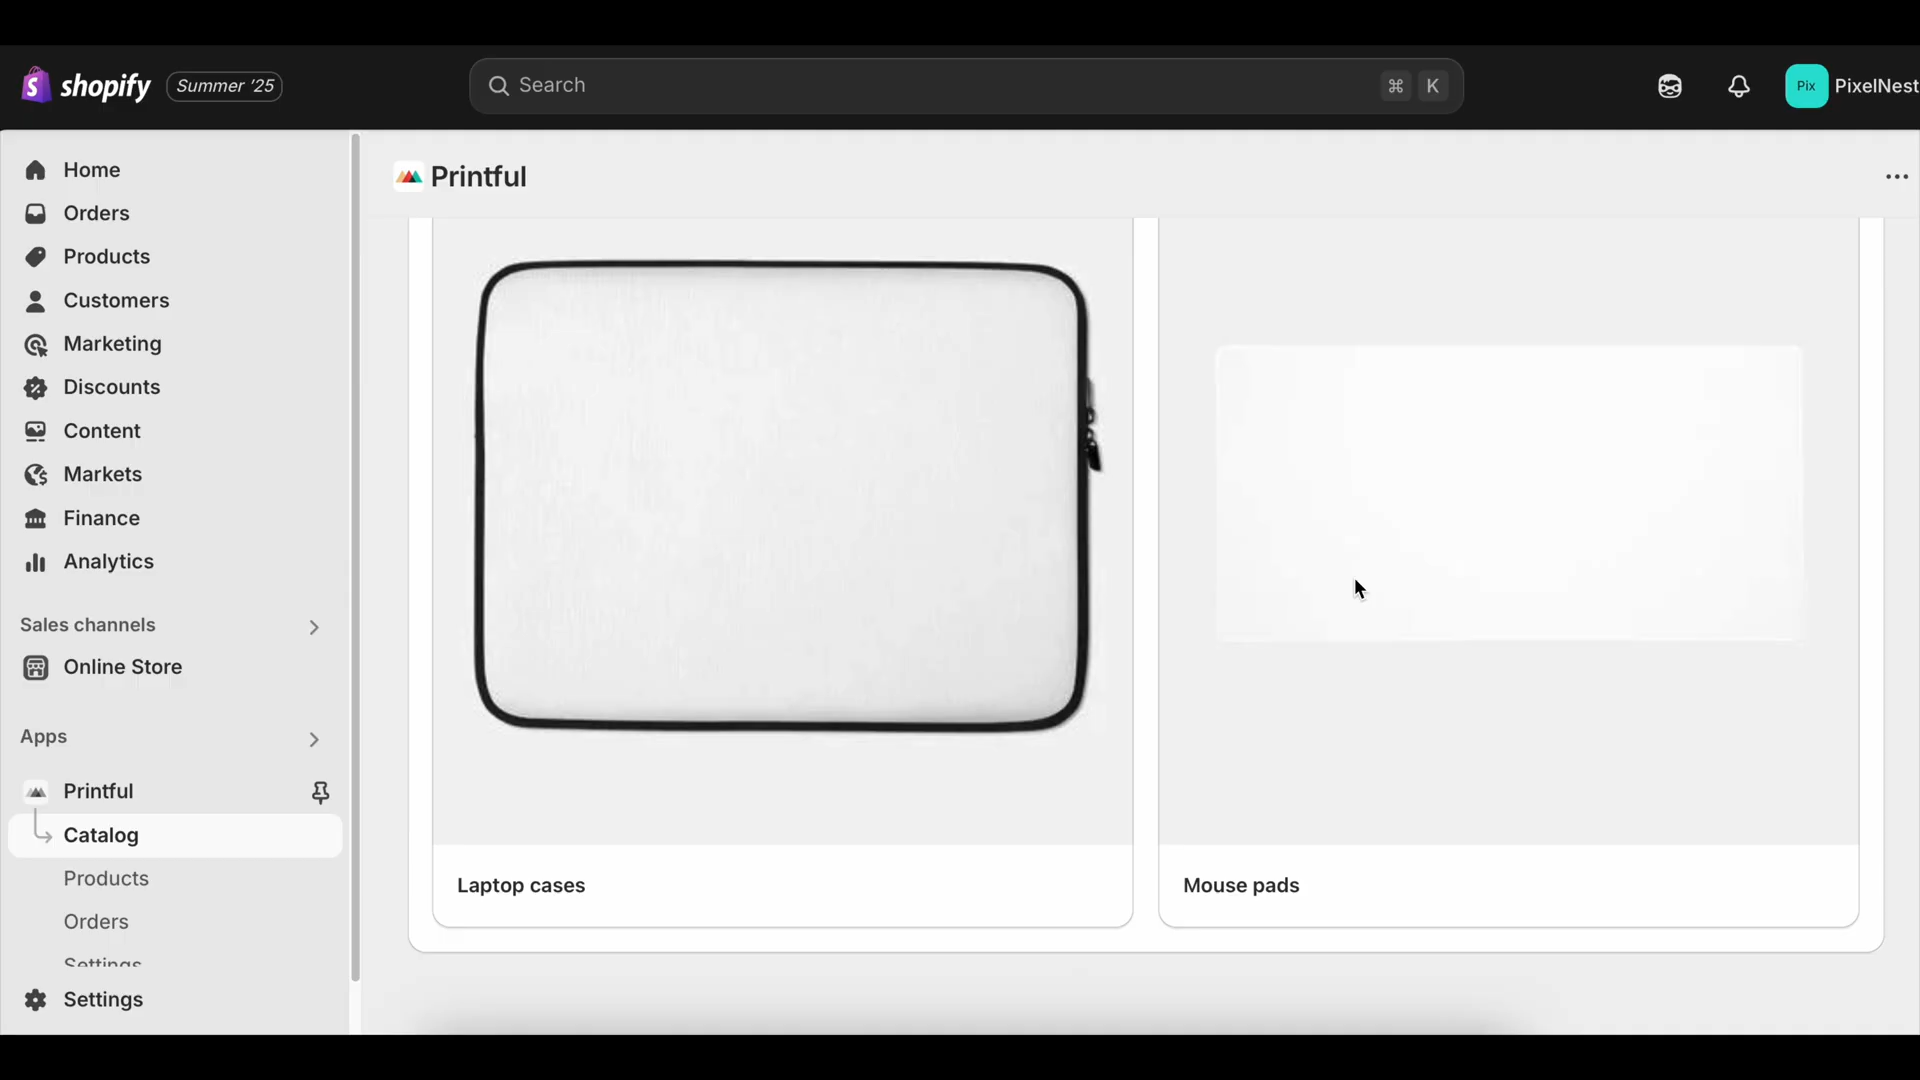 shopify
Summer '25
Search
⌘ K
Pix
PixelNest
Home
Orders
Products
Customers
Marketing
Discounts
Content
Markets
Finance
Analytics
Sales channels
Online Store
Apps
Printful
Catalog
Products
Orders
Settings
Settings
Printful
Laptop cases
Mouse pads